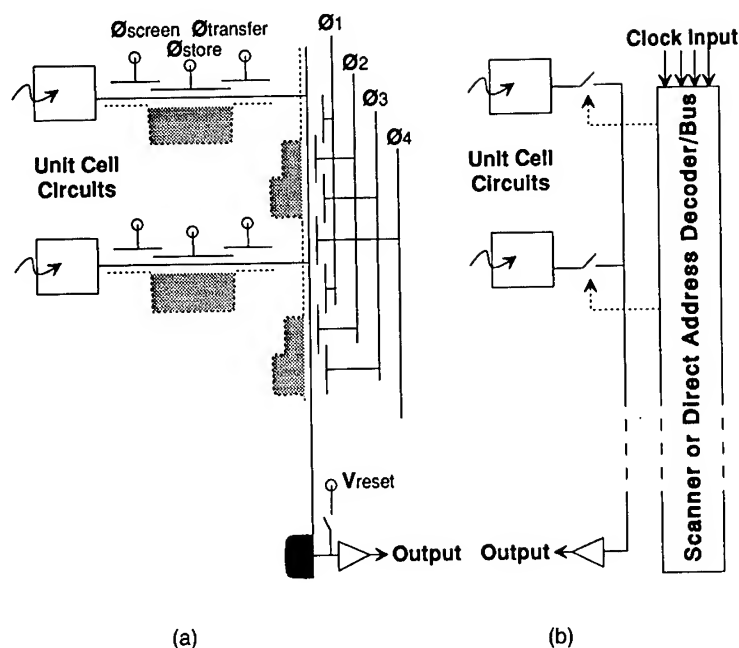 Øscreen Øtransfer
Østore
Ø1
Ø2
Ø3
Ø4
Unit Cell
Circuits
Vreset
Output
(a)
Clock Input
Unit Cell
Circuits
Scanner or Direct Address Decoder/Bus
Output
(b)